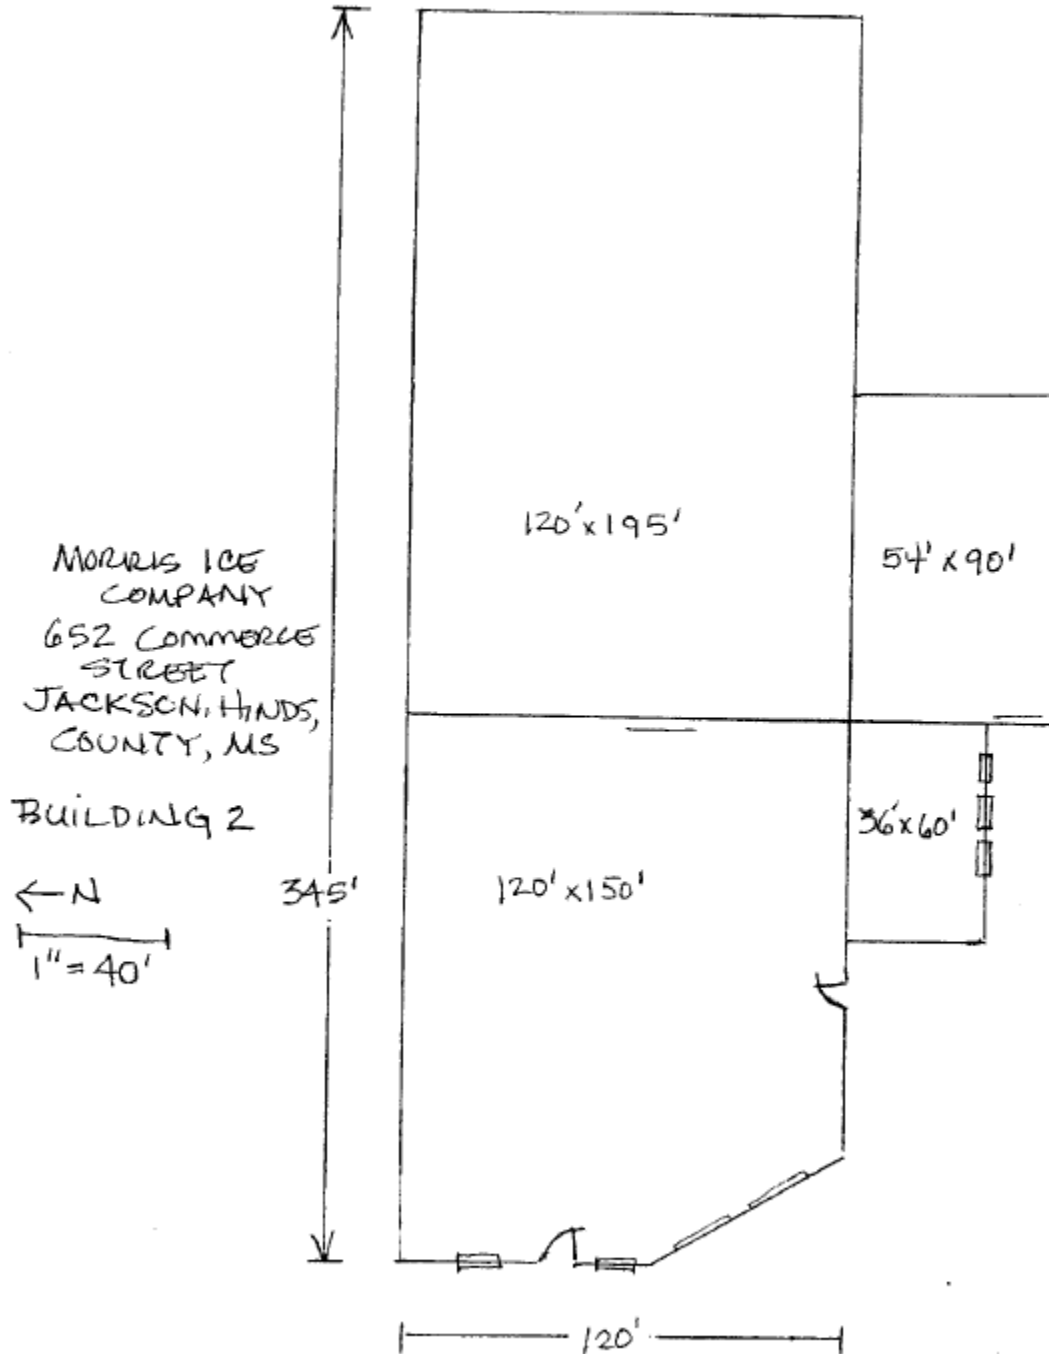 120'x195'
54'x90'
MORRIS ICE
COMPANY
652 COMMERCE
STREET
JACKSON, HINDS,
COUNTY, MS
BUILDING 2
36'x60'
←N
345'
120'x150'
1"=40'
120'